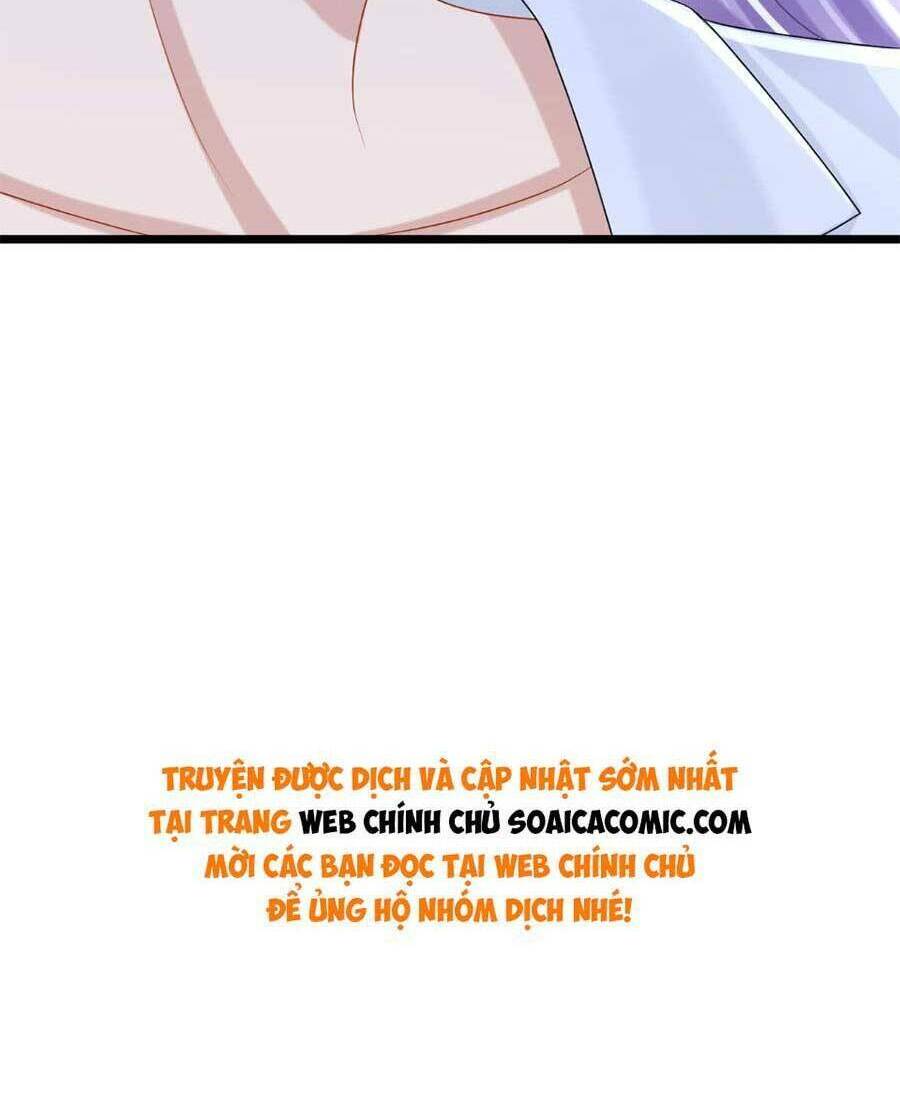 TRUYỆN ĐƯỢC DỊCH VÀ CẬP NHẬT SỚM NHẤT
TẠI TRANG WEB CHÍNH CHỦ SOAICACOMIC.COM
MỜI CÁC BẠN ĐỌC TẠI WEB CHÍNH CHỦ
ĐỂ ỦNG HỘ NHÓM DỊCH NHÉ!